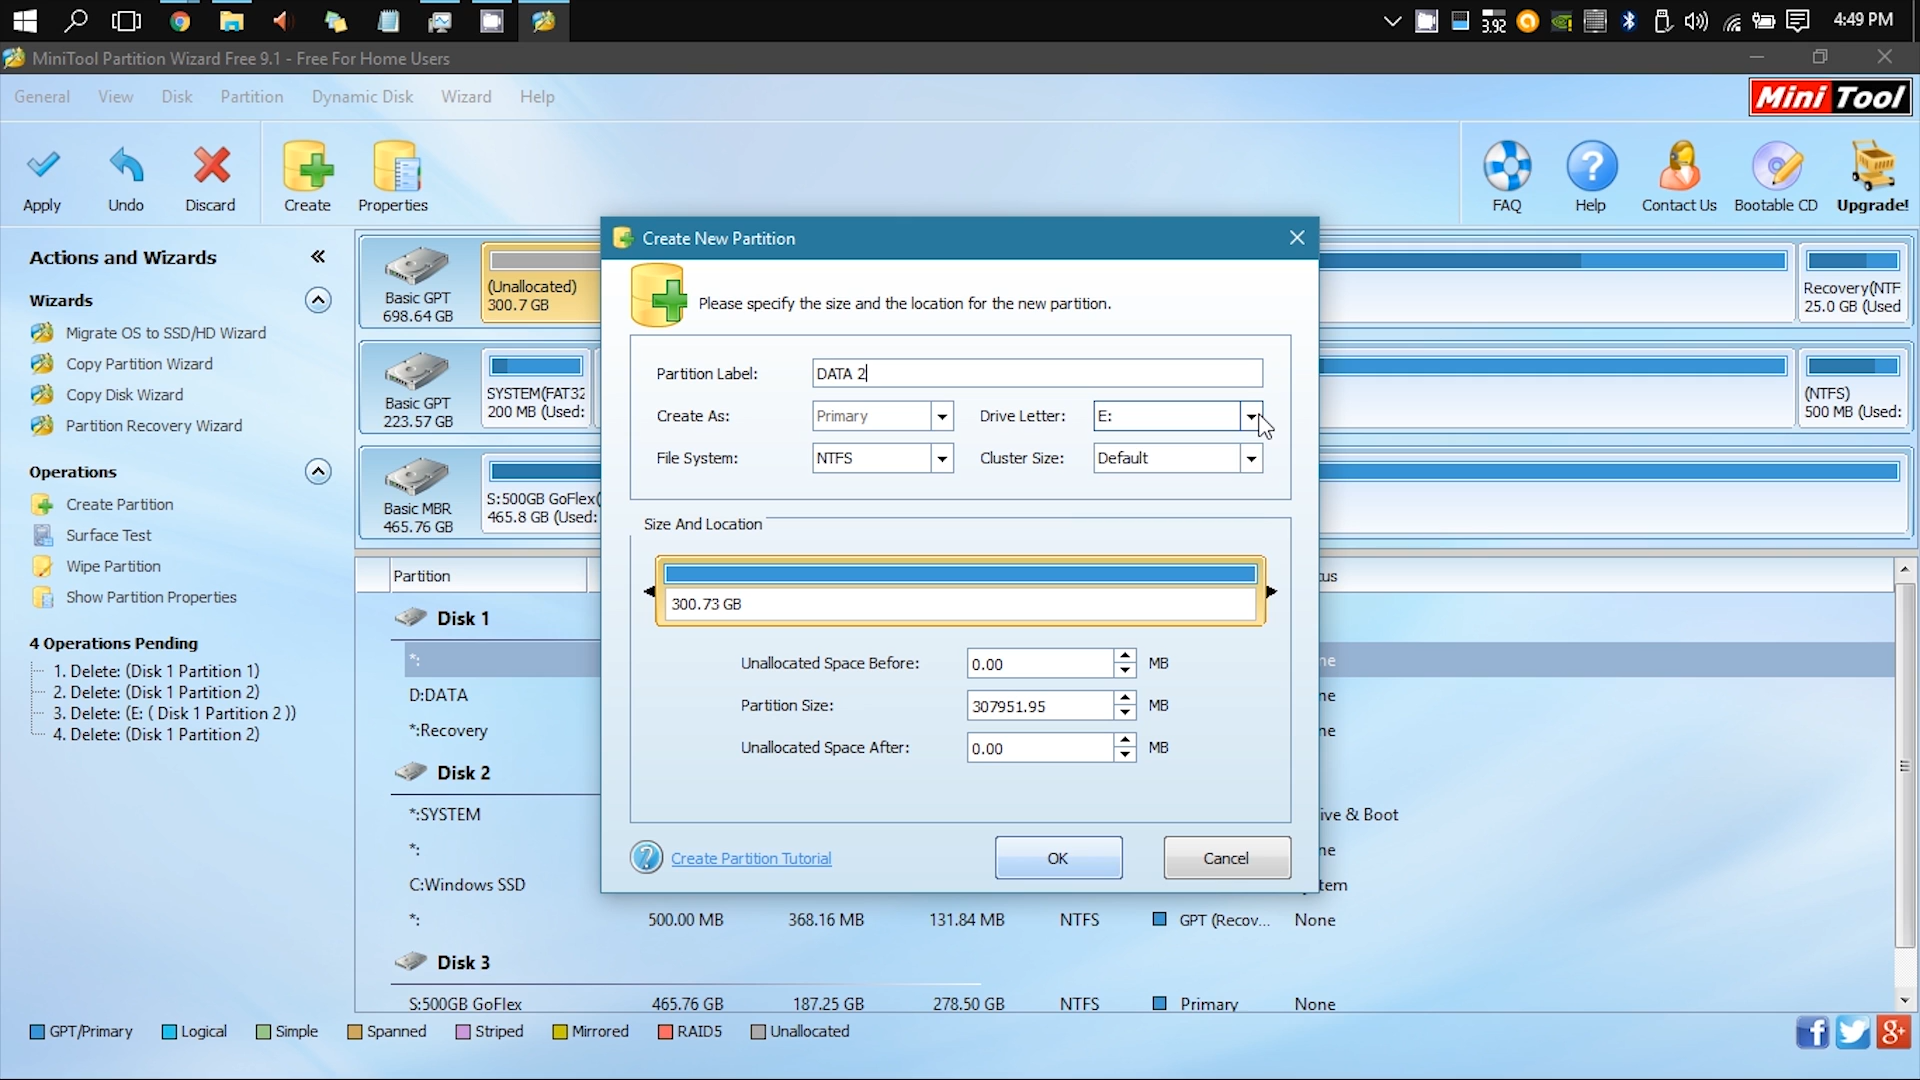 3.92
4:49 PM
MiniTool Partition Wizard Free 9.1 - Free For Home Users
General View Disk Partition Dynamic Disk Wizard Help
Mini Tool
Apply Undo Discard Create Properties FAQ Help Contact Us Bootable CD Upgrade!
Actions and Wizards
Wizards
Migrate OS to SSD/HD Wizard
Copy Partition Wizard
Copy Disk Wizard
Partition Recovery Wizard
Operations
Create Partition
Surface Test
Wipe Partition
Show Partition Properties
4 Operations Pending
1. Delete: (Disk 1 Partition 1)
2. Delete: (Disk 1 Partition 2)
3. Delete: (E: ( Disk 1 Partition 2 ))
4. Delete: (Disk 1 Partition 2)
Basic GPT
698.64 GB
(Unallocated)
300.7 GB
Recovery(NTF
25.0 GB (Used
Basic GPT
223.57 GB
SYSTEM(FAT32
200 MB (Used:
(NTFS)
500 MB (Used:
Basic MBR
465.76 GB
S:500GB GoFlex(
465.8 GB (Used:
Create New Partition
Please specify the size and the location for the new partition.
Partition Label: DATA 2
Create As: Primary Drive Letter: E:
File System: NTFS Cluster Size: Default
Size And Location
300.73 GB
Unallocated Space Before: 0.00 MB
Partition Size: 307951.95 MB
Unallocated Space After: 0.00 MB
? Create Partition Tutorial OK Cancel
Partition tus
Disk 1
*: ne
D:DATA ne
*:Recovery ne
Disk 2
*:SYSTEM ive & Boot
*: ne
C:Windows SSD tem
*: 500.00 MB 368.16 MB 131.84 MB NTFS GPT (Recov... None
Disk 3
S:500GB GoFlex 465.76 GB 187.25 GB 278.50 GB NTFS Primary None
GPT/Primary Logical Simple Spanned Striped Mirrored RAID5 Unallocated